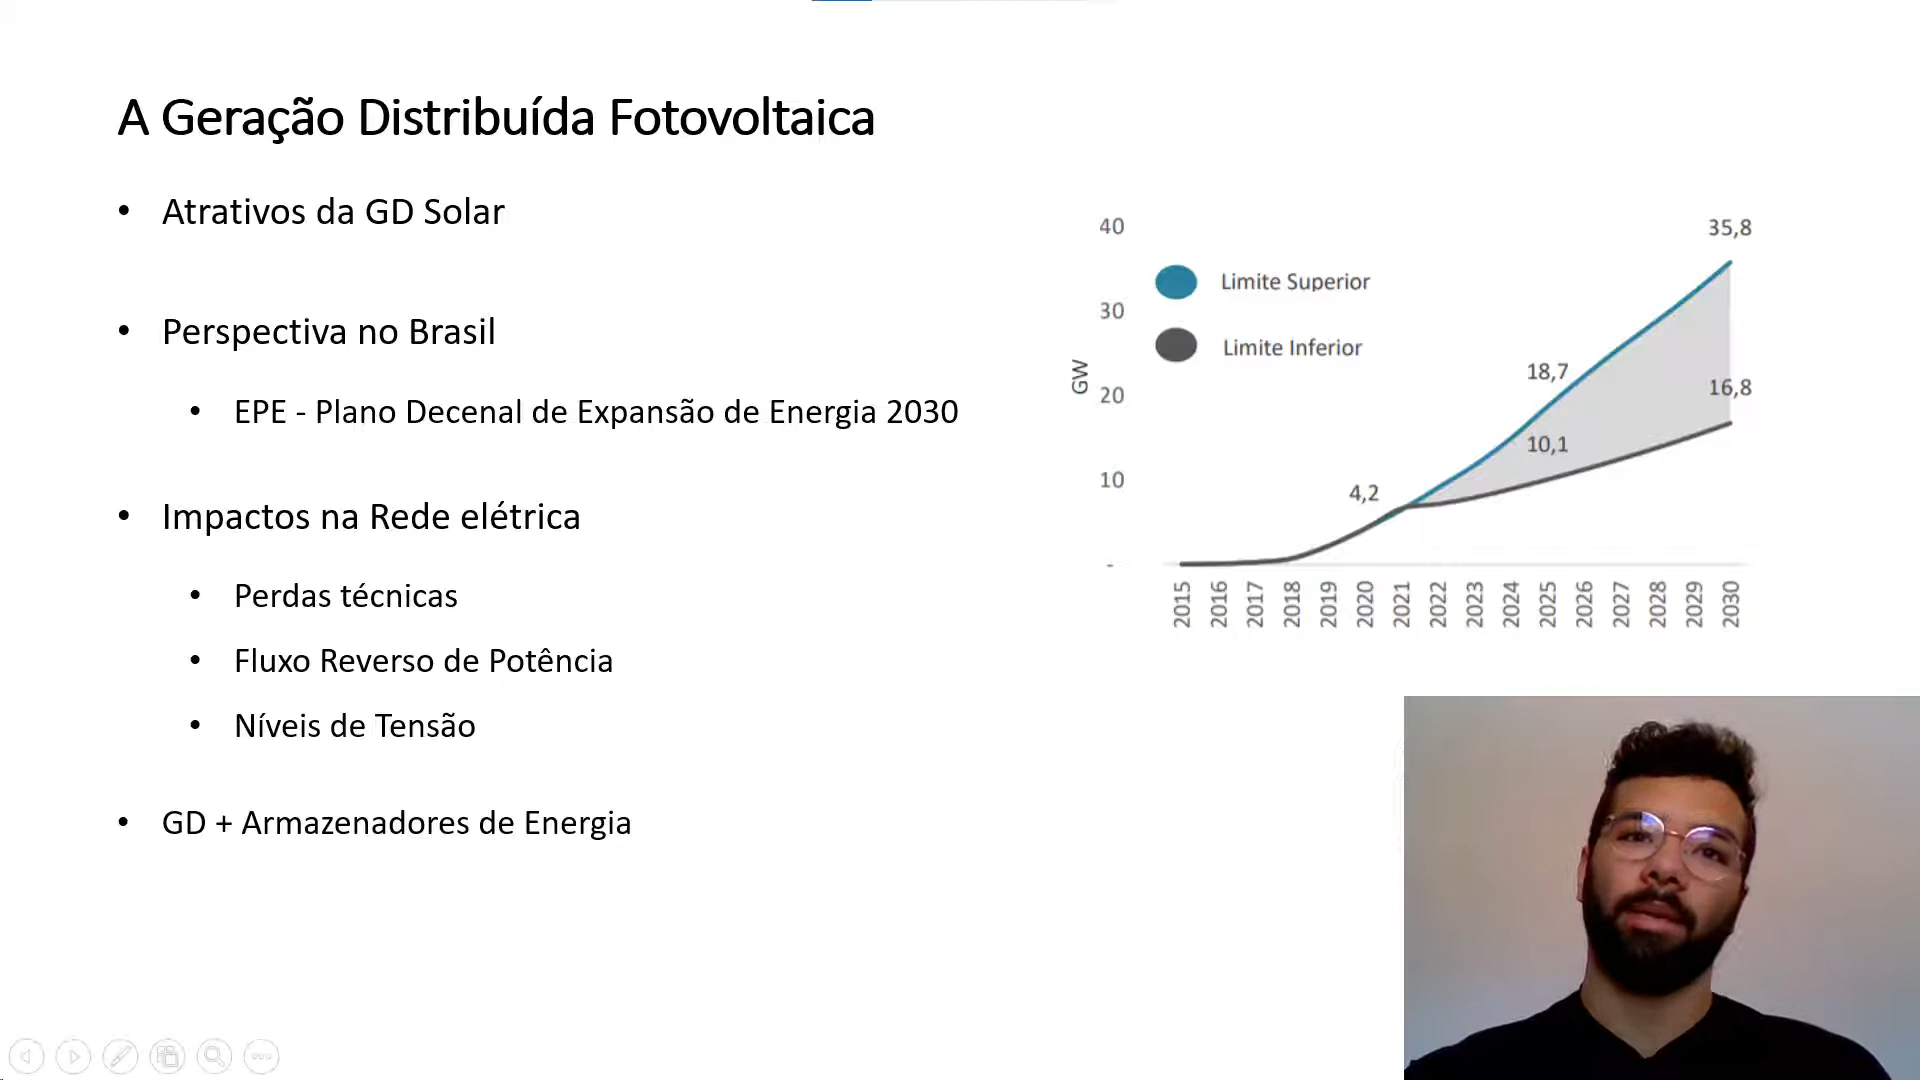 A Geração Distribuída Fotovoltaica
• Atrativos da GD Solar
• Perspectiva no Brasil
• EPE - Plano Decenal de Expansão de Energia 2030
• Impactos na Rede elétrica
• Perdas técnicas
• Fluxo Reverso de Potência
• Níveis de Tensão
• GD + Armazenadores de Energia
40
30
20
10
-
GW
Limite Superior
Limite Inferior
35,8
18,7
16,8
10,1
4,2
2015
2016
2017
2018
2019
2020
2021
2022
2023
2024
2025
2026
2027
2028
2029
2030